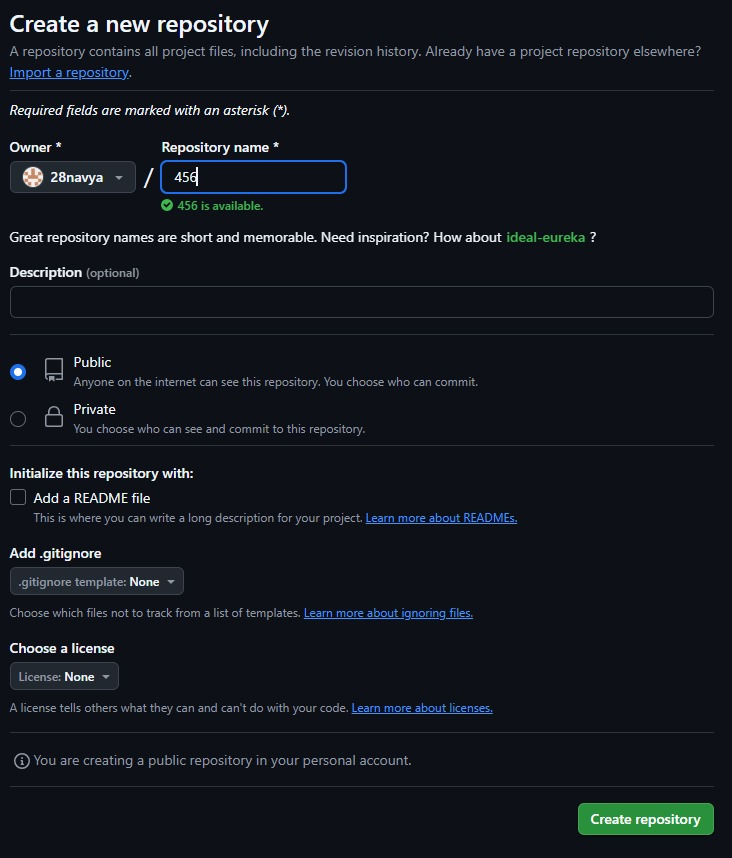 Create a new repository
A repository contains all project files, including the revision history. Already have a project repository elsewhere?
Import a repository.
Required fields are marked with an asterisk (*).
Owner * Repository name *
28navya / 456
456 is available.
Great repository names are short and memorable. Need inspiration? How about ideal-eureka ?
Description (optional)
Public
Anyone on the internet can see this repository. You choose who can commit.
Private
You choose who can see and commit to this repository.
Initialize this repository with:
Add a README file
This is where you can write a long description for your project. Learn more about READMEs.
Add .gitignore
.gitignore template: None
Choose which files not to track from a list of templates. Learn more about ignoring files.
Choose a license
License: None
A license tells others what they can and can't do with your code. Learn more about licenses.
You are creating a public repository in your personal account.
Create repository